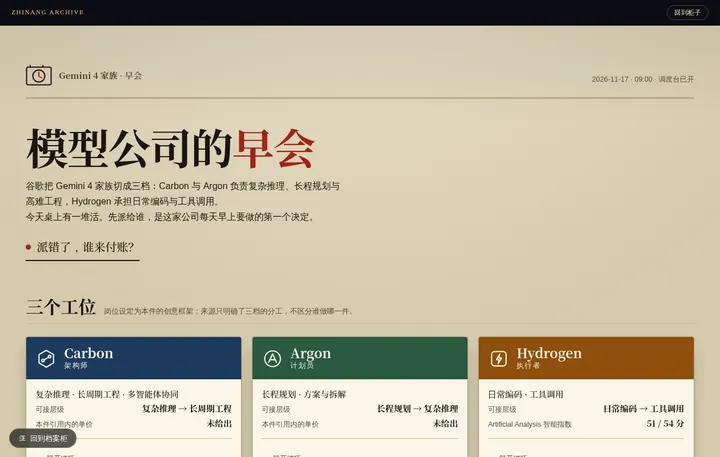 ZHINANG ARCHIVE
回到柜子
Gemini 4 家族 · 早会
2026-11-17 · 09:00 · 调度台已开
模型公司的早会
谷歌把 Gemini 4 家族切成三档：Carbon 与 Argon 负责复杂推理、长程规划与
高难工程，Hydrogen 承担日常编码与工具调用。
今天桌上有一堆活。先派给谁，是这家公司每天早上要做的第一个决定。
派错了，谁来付账？
三个工位
岗位设定为本件的创意框架；来源只明确了三档的分工，不区分谁做哪一件。
Carbon
架构师
复杂推理 · 长周期工程 · 多智能体协同
可接层级
复杂推理 → 长周期工程
本件引用内的单价
未给出
Argon
计划员
长程规划 · 方案与拆解
可接层级
长程规划 → 复杂推理
本件引用内的单价
未给出
Hydrogen
执行者
日常编码 · 工具调用
可接层级
日常编码 → 工具调用
Artificial Analysis 智能指数
51 / 54 分
回到档案柜